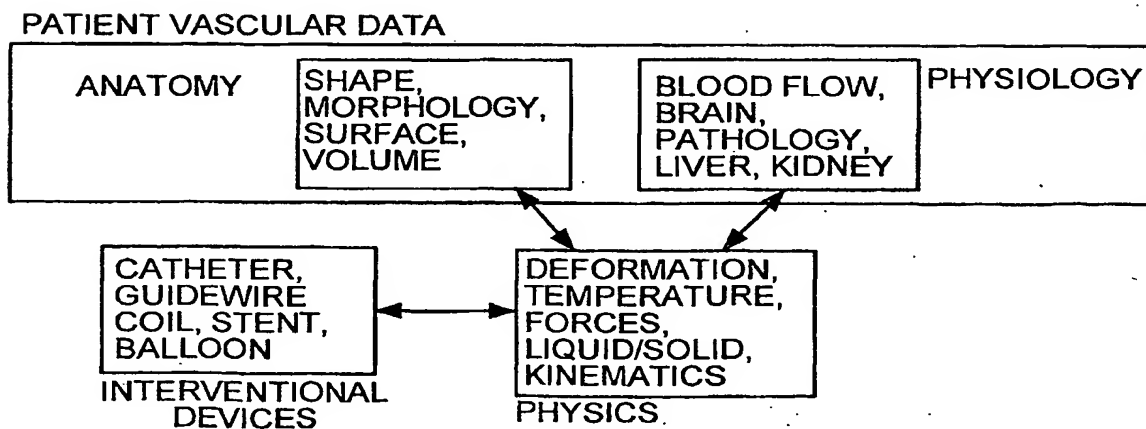 PATIENT VASCULAR DATA
ANATOMY
SHAPE,
MORPHOLOGY,
SURFACE,
VOLUME
BLOOD FLOW,
BRAIN,
PATHOLOGY,
LIVER, KIDNEY
PHYSIOLOGY
CATHETER,
GUIDEWIRE
COIL, STENT,
BALLOON
INTERVENTIONAL
DEVICES
DEFORMATION,
TEMPERATURE,
FORCES,
LIQUID/SOLID,
KINEMATICS
PHYSICS